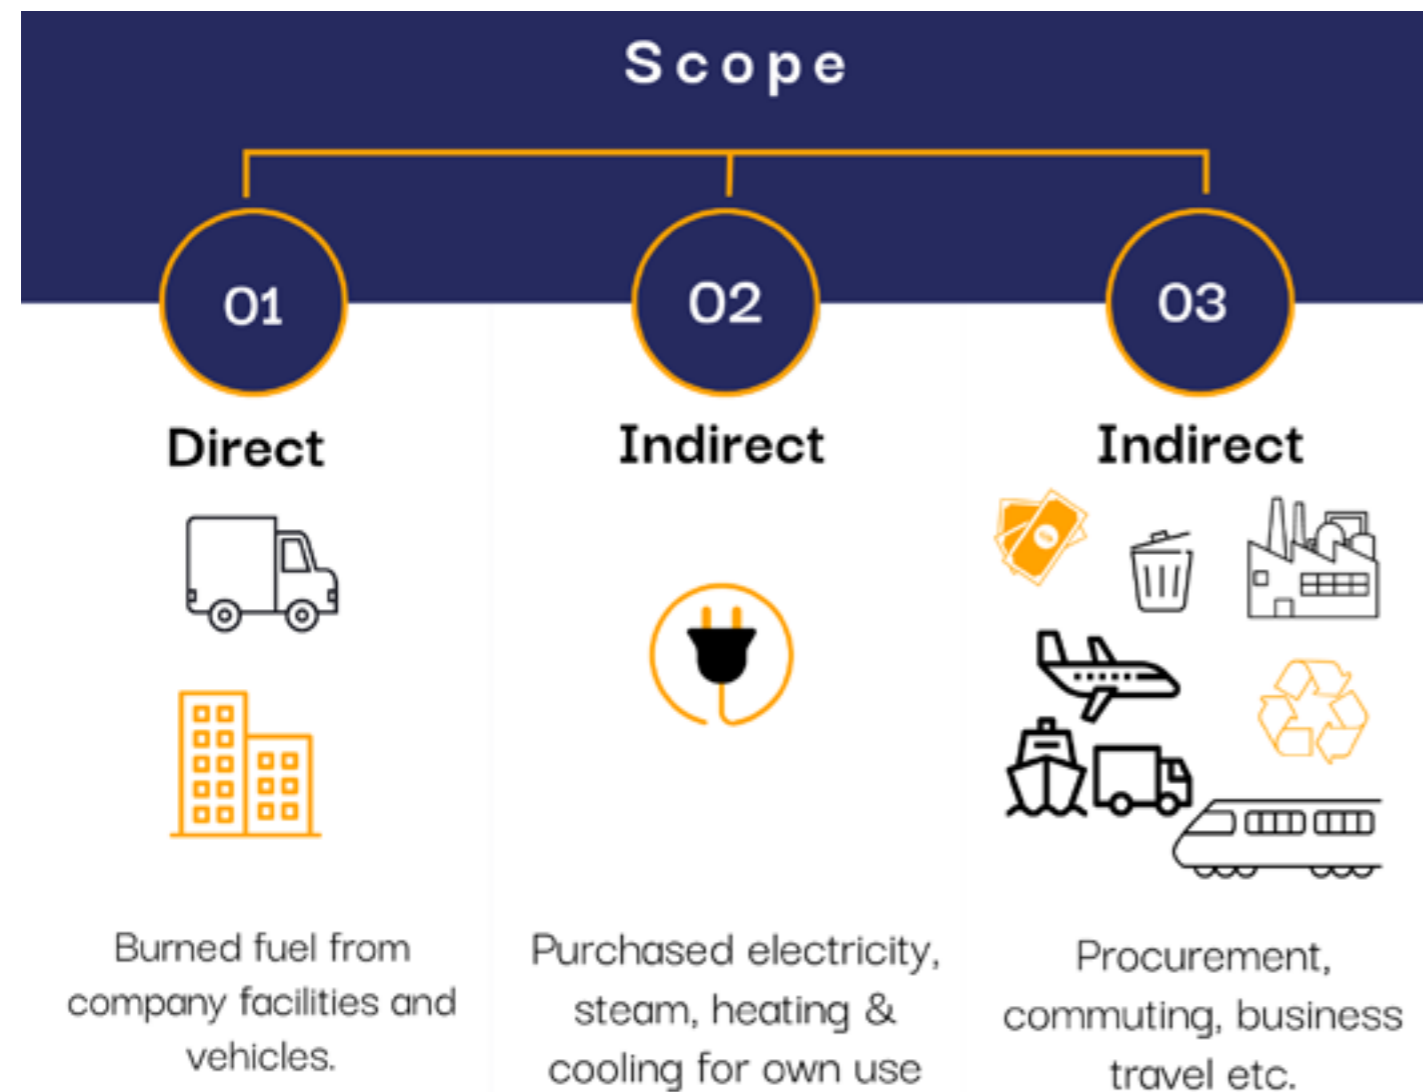 Scope
01
Direct
Burned fuel from
company facilities and
vehicles.
02
Indirect
Purchased electricity,
steam, heating &
cooling for own use
03
Indirect
Procurement,
commuting, business
travel etc.